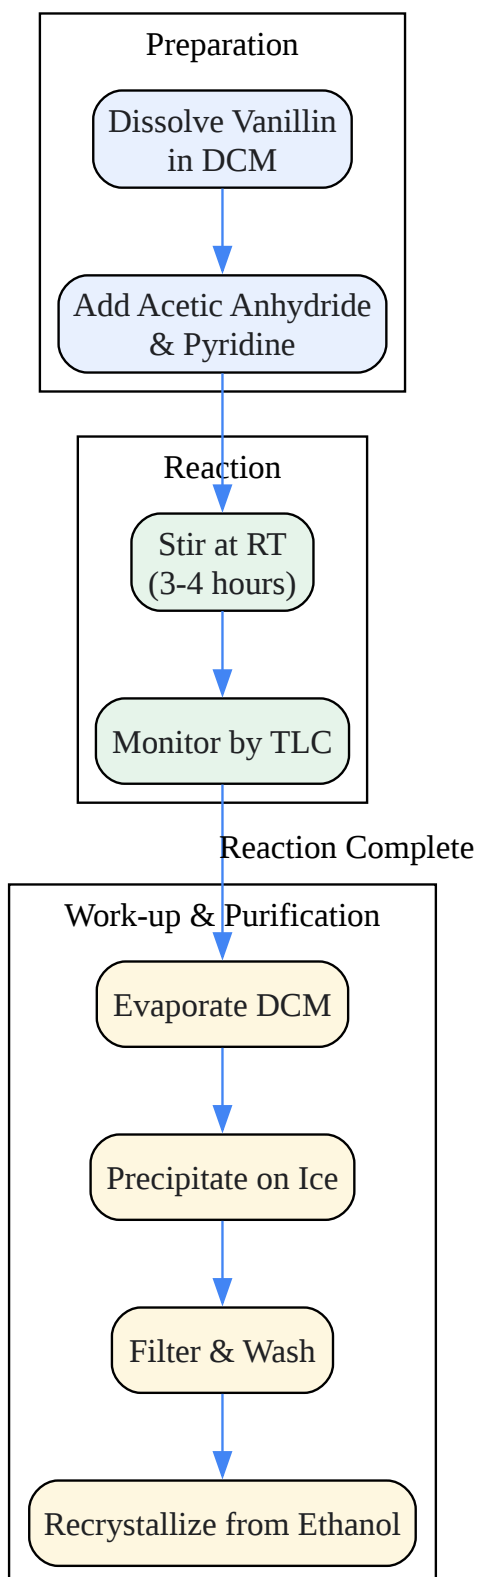 Preparation
Dissolve Vanillin
in DCM
Add Acetic Anhydride
& Pyridine
Reaction
Stir at RT
(3-4 hours)
Monitor by TLC
Reaction Complete
Work-up & Purification
Evaporate DCM
Precipitate on Ice
Filter & Wash
Recrystallize from Ethanol